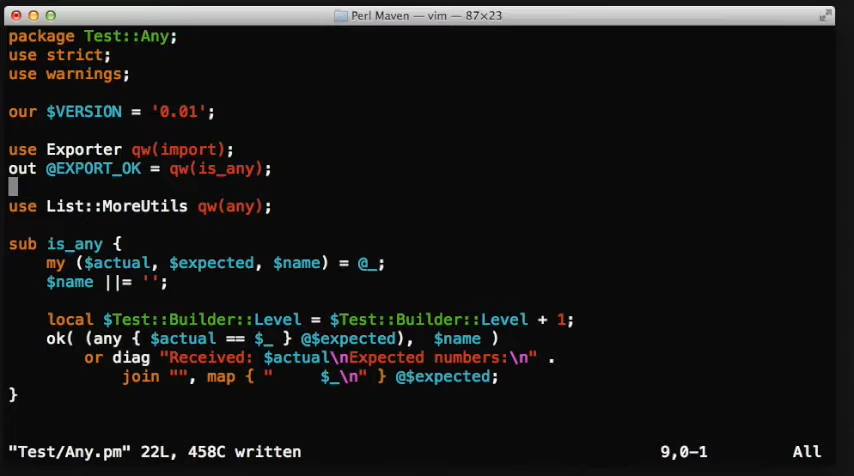 Perl Maven — vim — 87×23
package Test::Any;
use strict;
use warnings;
our $VERSION = '0.01';
use Exporter qw(import);
out @EXPORT_OK = qw(is_any);
use List::MoreUtils qw(any);
sub is_any {
    my ($actual, $expected, $name) = @_;
    $name ||= '';
    local $Test::Builder::Level = $Test::Builder::Level + 1;
    ok( (any { $actual == $_ } @$expected),  $name )
        or diag "Received: $actual\nExpected numbers:\n" .
            join "", map { "     $_\n" } @$expected;
}
"Test/Any.pm" 22L, 458C written 9,0-1 All